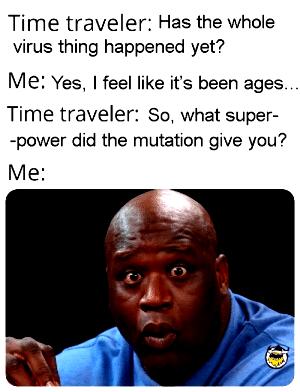 Time traveler: Has the whole
virus thing happened yet?
Me: Yes, I feel like it's been ages...
Time traveler: So, what super-
-power did the mutation give you?
Me: